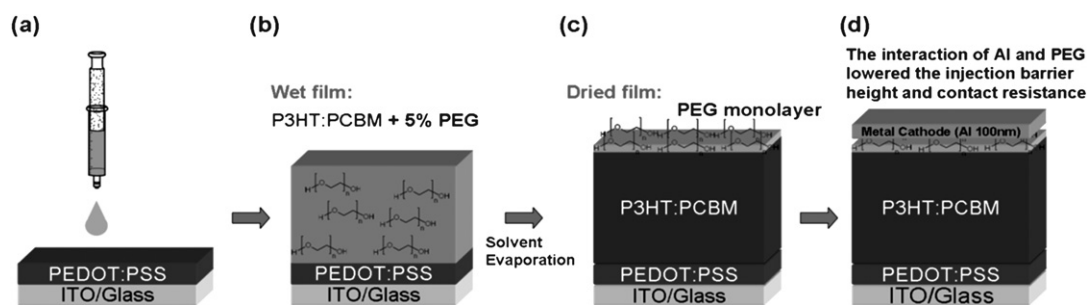 (a)
PEDOT:PSS
ITO/Glass
(b)
Wet film:
P3HT:PCBM + 5% PEG
PEDOT:PSS
ITO/Glass
Solvent
Evaporation
(c)
Dried film:
PEG monolayer
P3HT:PCBM
PEDOT:PSS
ITO/Glass
(d)
The interaction of Al and PEG
lowered the injection barrier
height and contact resistance
Metal Cathode (Al 100nm)
P3HT:PCBM
PEDOT:PSS
ITO/Glass